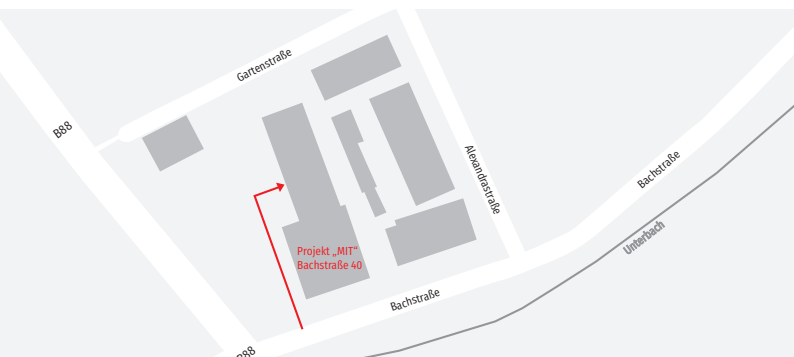 Gartenstraße
B88
Alexandrastraße
Bachstraße
Unterbach
Projekt „MIT“
Bachstraße 40
Bachstraße
B88